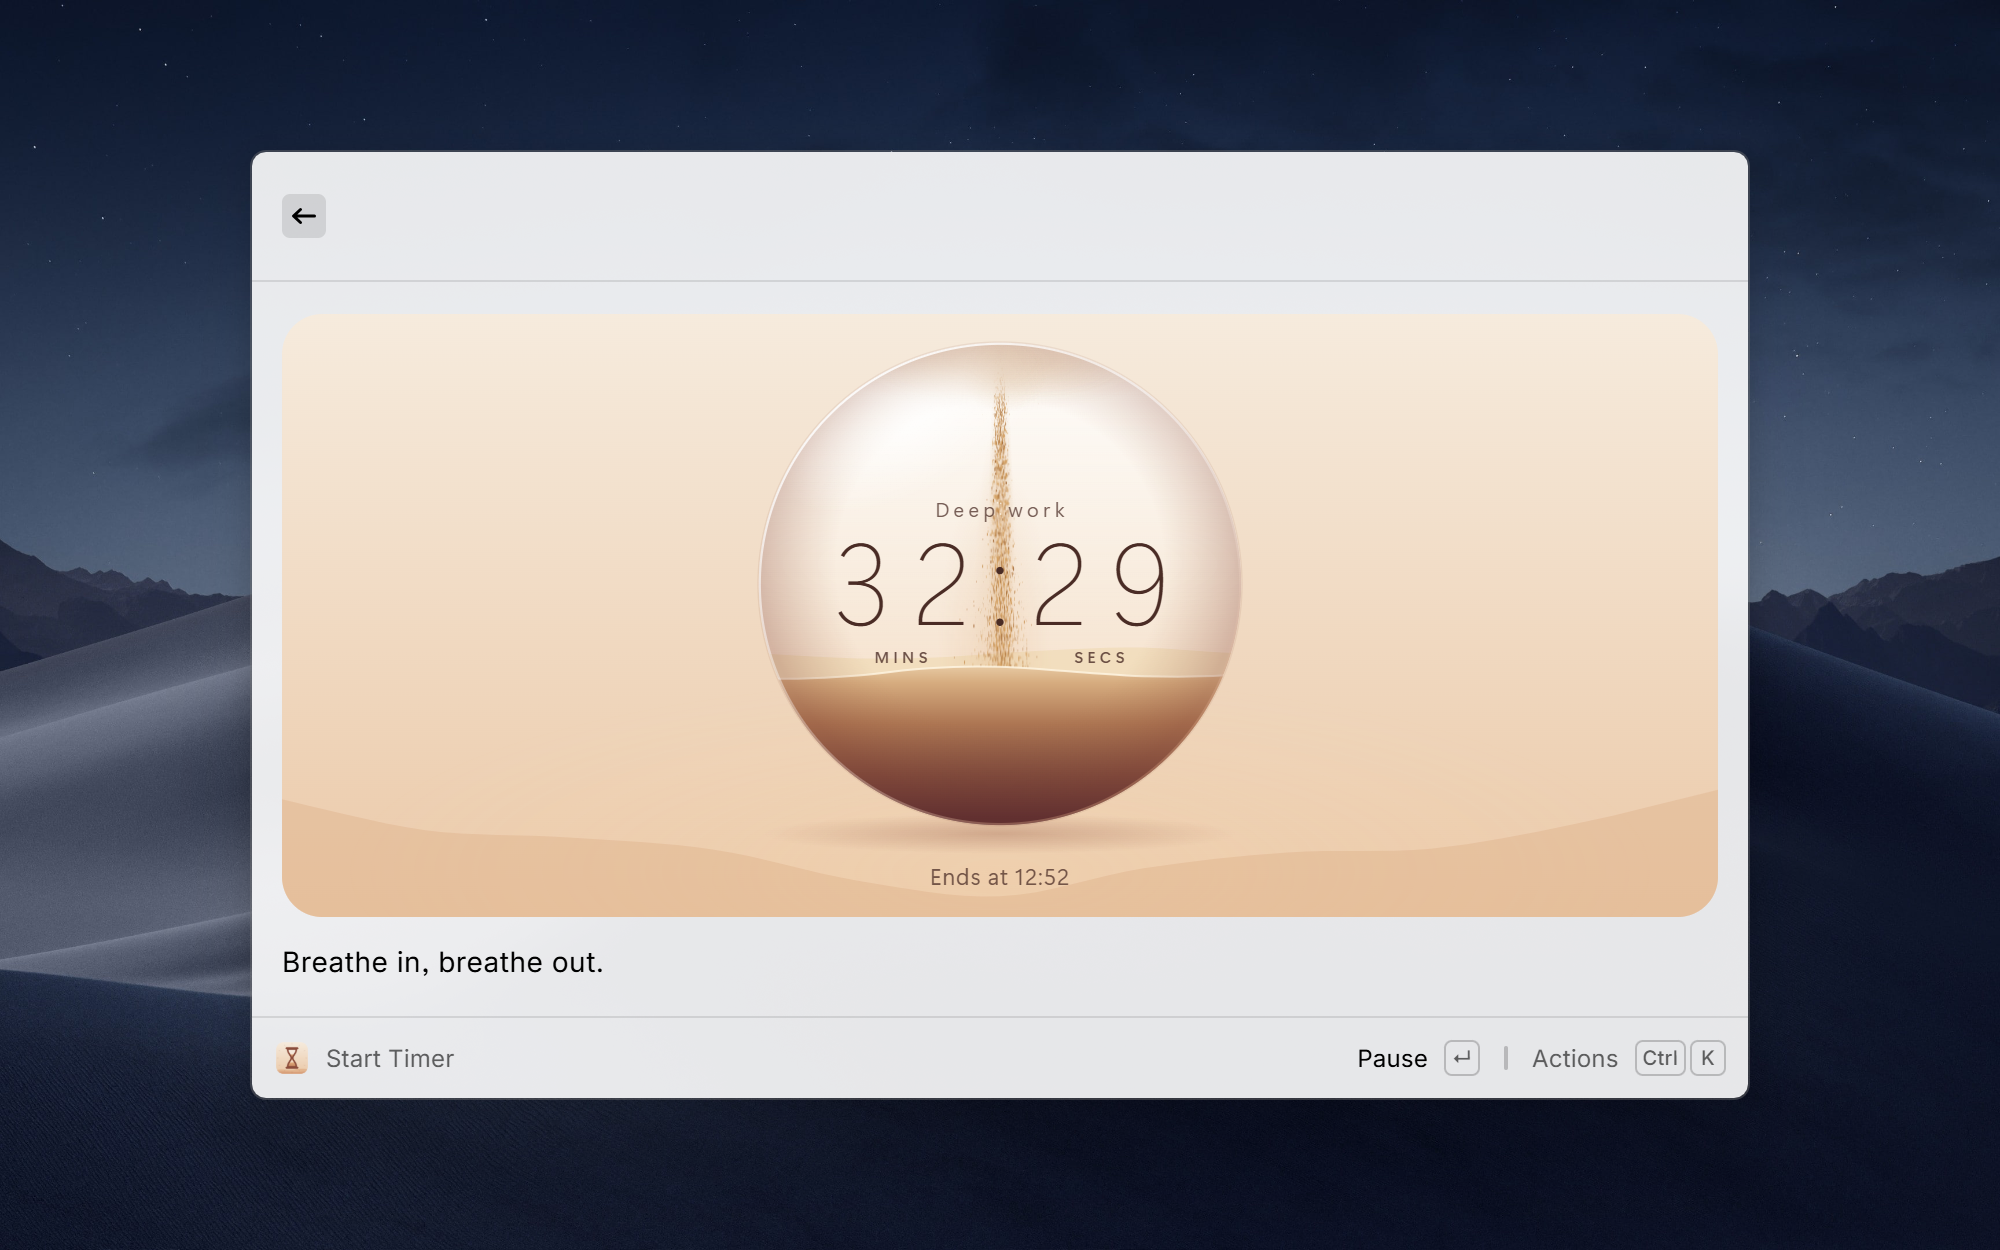 Deep work
32:29
MINS SECS
Ends at 12:52
Breathe in, breathe out.
Start Timer
Pause ↵ | Actions Ctrl K